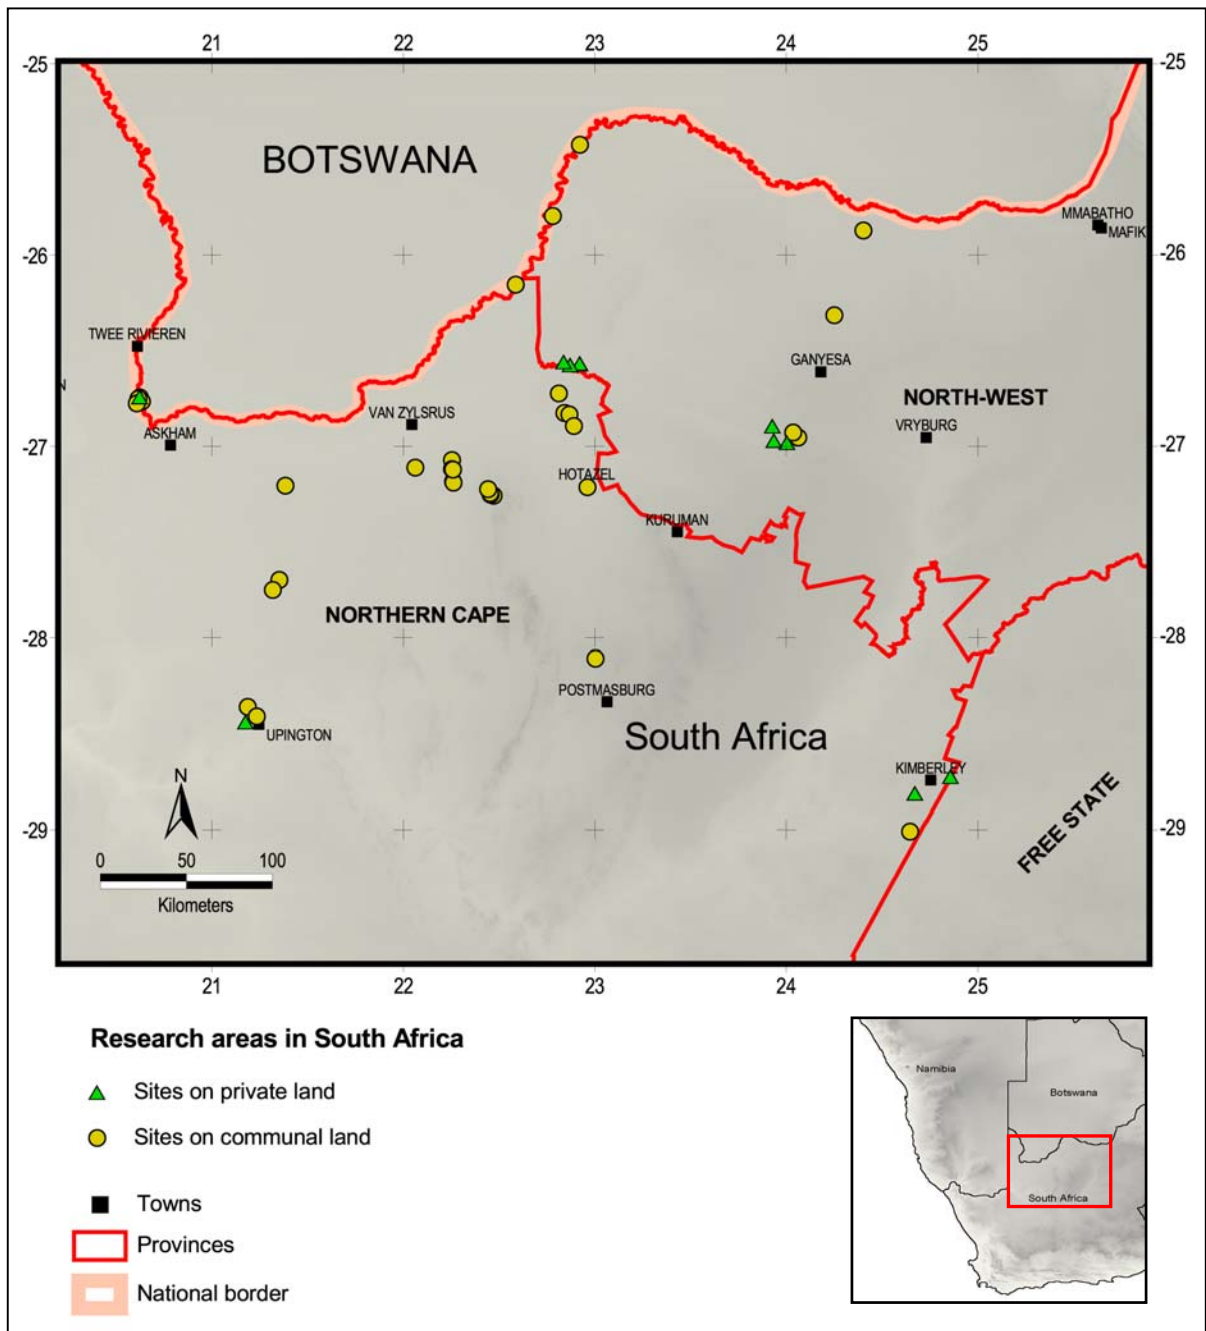 21 22 23 24 25
-25 -25
BOTSWANA
MMABATHO
MAFIK
-26 -26
TWEE RIVIEREN
GANYESA
N
NORTH-WEST
VAN ZYLSRUS
VRYBURG
ASKHAM
-27 -27
HOTAZEL
KURUMAN
NORTHERN CAPE
-28 -28
POSTMASBURG
South Africa
UPINGTON
KIMBERLEY
N
FREE STATE
-29 -29
0 50 100
Kilometers
21 22 23 24 25
Research areas in South Africa
Sites on private land
Sites on communal land
Towns
Provinces
National border
Namibia
Botswana
South Africa